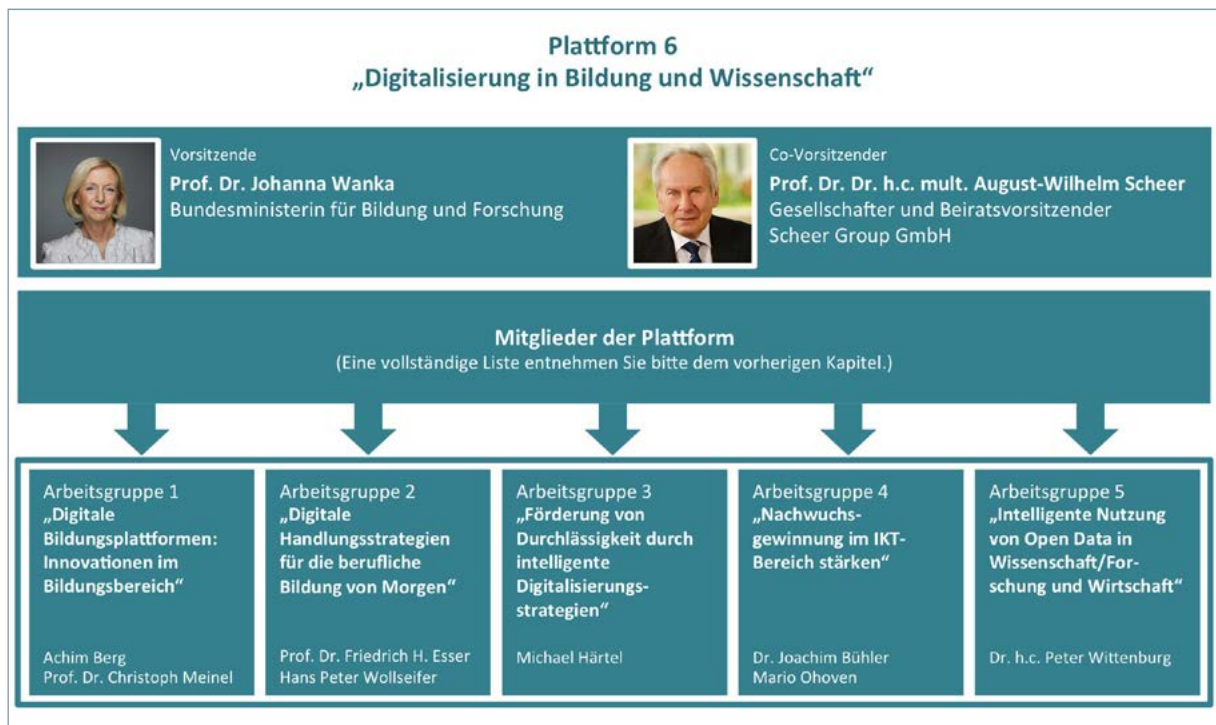 Plattform 6
„Digitalisierung in Bildung und Wissenschaft“
Vorsitzende
Prof. Dr. Johanna Wanka
Bundesministerin für Bildung und Forschung
Co-Vorsitzender
Prof. Dr. Dr. h.c. mult. August-Wilhelm Scheer
Gesellschafter und Beiratsvorsitzender
Scheer Group GmbH
Mitglieder der Plattform
(Eine vollständige Liste entnehmen Sie bitte dem vorherigen Kapitel.)
Arbeitsgruppe 1
„Digitale
Bildungsplattformen:
Innovationen im
Bildungsbereich“
Achim Berg
Prof. Dr. Christoph Meinel
Arbeitsgruppe 2
„Digitale
Handlungsstrategien
für die berufliche
Bildung von Morgen“
Prof. Dr. Friedrich H. Esser
Hans Peter Wollseifer
Arbeitsgruppe 3
„Förderung von
Durchlässigkeit durch
intelligente
Digitalisierungs-
strategien“
Michael Härtel
Arbeitsgruppe 4
„Nachwuchs-
gewinnung im IKT-
Bereich stärken“
Dr. Joachim Bühler
Mario Ohoven
Arbeitsgruppe 5
„Intelligente Nutzung
von Open Data in
Wissenschaft/For-
schung und Wirtschaft“
Dr. h.c. Peter Wittenburg